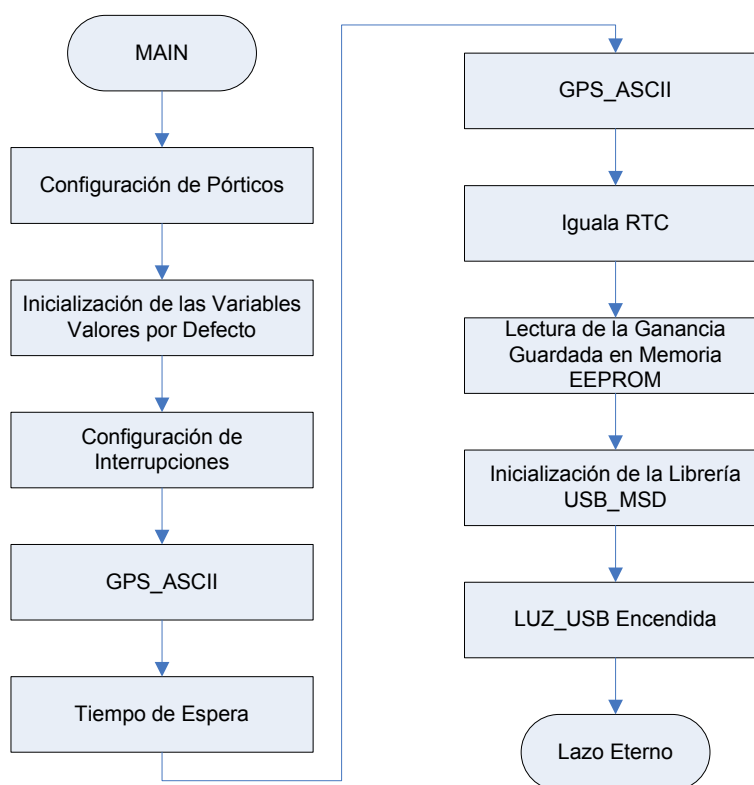 MAIN
Configuración de Pórticos
Inicialización de las Variables
Valores por Defecto
Configuración de
Interrupciones
GPS_ASCII
Tiempo de Espera
GPS_ASCII
Iguala RTC
Lectura de la Ganancia
Guardada en Memoria
EEPROM
Inicialización de la Librería
USB_MSD
LUZ_USB Encendida
Lazo Eterno